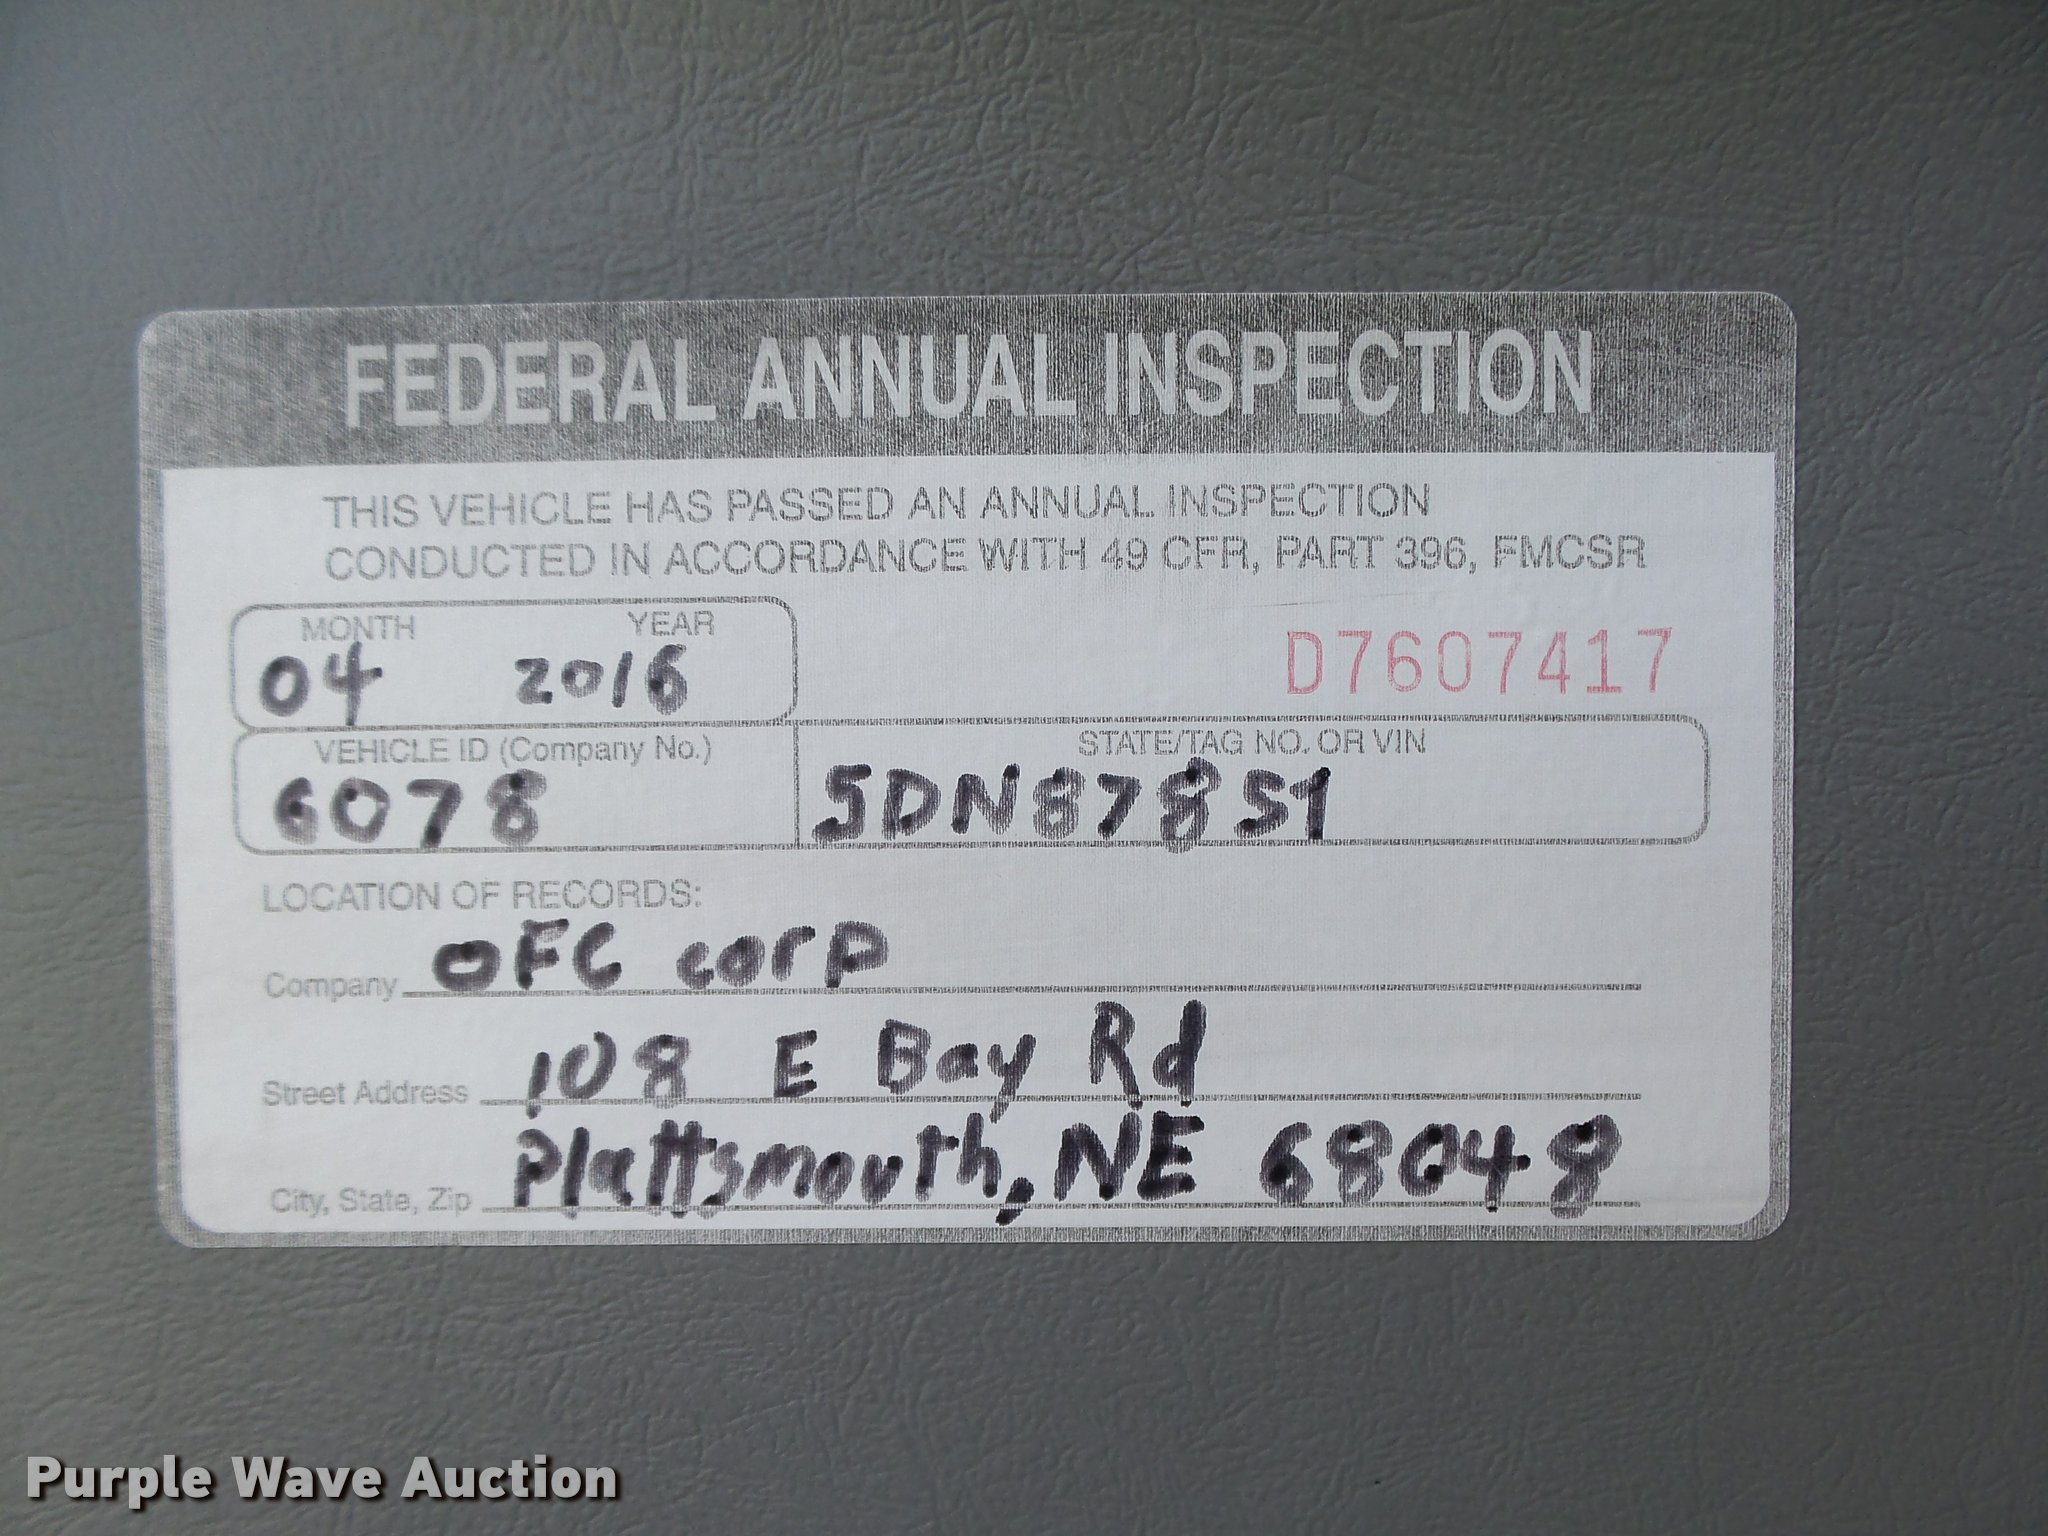 FEDERAL ANNUAL INSPECTION
THIS VEHICLE HAS PASSED AN ANNUAL INSPECTION
CONDUCTED IN ACCORDANCE WITH 49 CFR, PART 396, FMCSR
MONTH YEAR
04 2016
D7607417
VEHICLE ID (Company No.)
6078
STATE/TAG NO. OR VIN
SDN87851
LOCATION OF RECORDS:
Company OFC corp
Street Address 108 E Bay Rd
City, State, Zip Plattsmouth, NE 68048
Purple Wave Auction